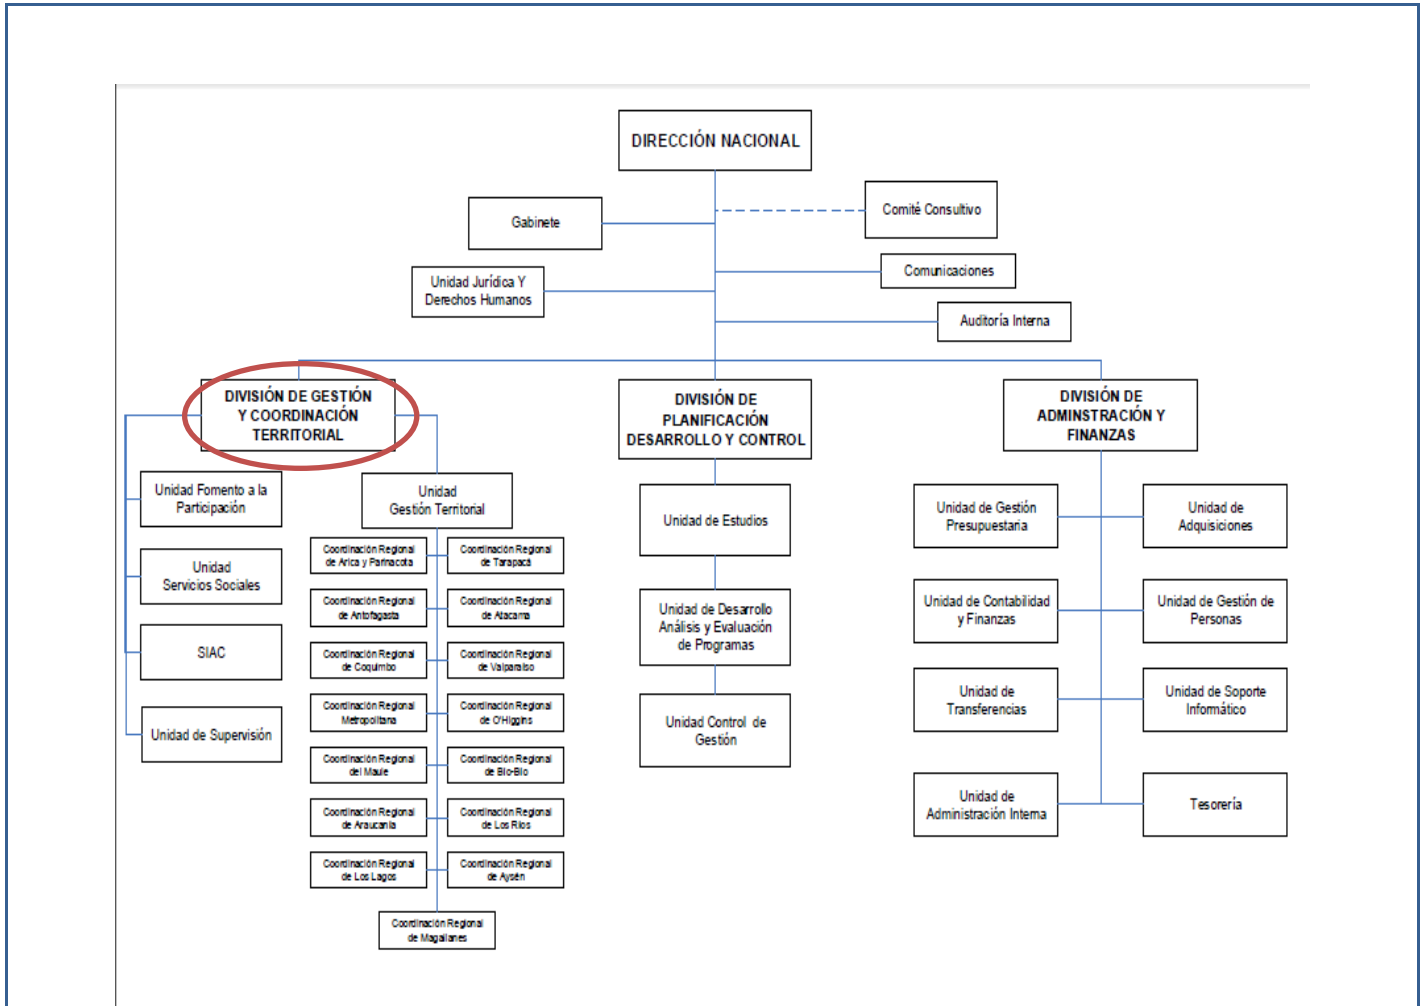 DIRECCIÓN NACIONAL
Comité Consultivo
Gabinete
Comunicaciones
Unidad Jurídica Y
Derechos Humanos
Auditoría Interna
DIVISIÓN DE GESTIÓN
Y COORDINACIÓN
TERRITORIAL
DIVISIÓN DE
PLANIFICACIÓN
DESARROLLO Y CONTROL
DIVISIÓN DE
ADMINSTRACIÓN Y
FINANZAS
Unidad Fomento a la
Participación
Unidad
Servicios Sociales
SIAC
Unidad de Supervisión
Unidad
Gestión Territorial
Coordinación Regional
de Arica y Parinacota
Coordinación Regional
de Tarapacá
Coordinación Regional
de Antofagasta
Coordinación Regional
de Atacama
Coordinación Regional
de Coquimbo
Coordinación Regional
de Valparaíso
Coordinación Regional
Metropolitana
Coordinación Regional
de O'Higgins
Coordinación Regional
del Maule
Coordinación Regional
de Bío-Bío
Coordinación Regional
de Araucanía
Coordinación Regional
de Los Ríos
Coordinación Regional
de Los Lagos
Coordinación Regional
de Aysén
Coordinación Regional
de Magallanes
Unidad de Estudios
Unidad de Desarrollo
Análisis y Evaluación
de Programas
Unidad Control de
Gestión
Unidad de Gestión
Presupuestaria
Unidad de
Adquisiciones
Unidad de Contabilidad
y Finanzas
Unidad de Gestión de
Personas
Unidad de
Transferencias
Unidad de Soporte
Informático
Unidad de
Administración Interna
Tesorería